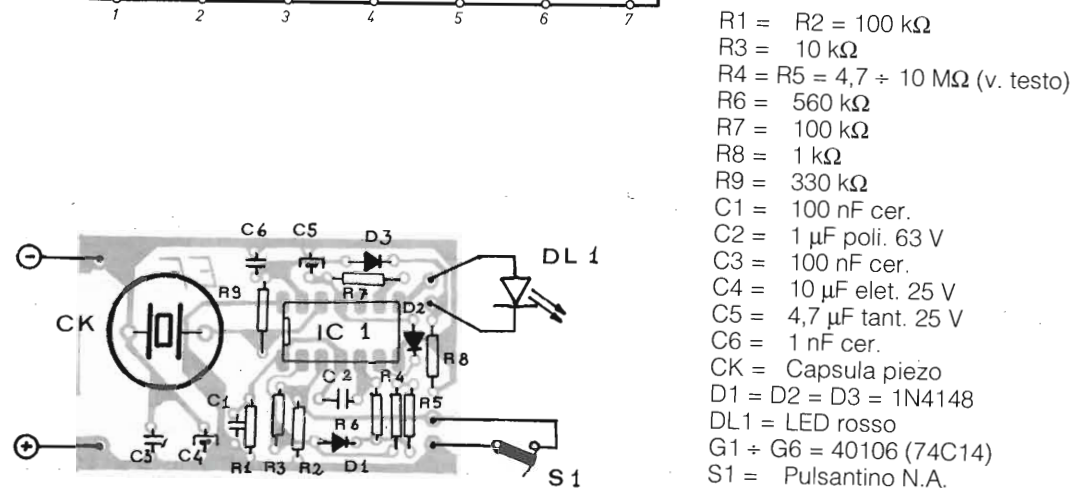 1 2 3 4 5 6 7
R1 = R2 = 100 kΩ
R3 = 10 kΩ
R4 = R5 = 4,7 ÷ 10 MΩ (v. testo)
R6 = 560 kΩ
R7 = 100 kΩ
R8 = 1 kΩ
R9 = 330 kΩ
C1 = 100 nF cer.
C2 = 1 µF poli. 63 V
C3 = 100 nF cer.
C4 = 10 µF elet. 25 V
C5 = 4,7 µF tant. 25 V
C6 = 1 nF cer.
CK = Capsula piezo
D1 = D2 = D3 = 1N4148
DL1 = LED rosso
G1 ÷ G6 = 40106 (74C14)
S1 = Pulsantino N.A.
C6 C5 D3
−
DL 1
R9 R7 D2
CK
IC 1
R8
C2 R4
C1 R5
R6
+
C3 C4 R1 R3 R2 D1
S1